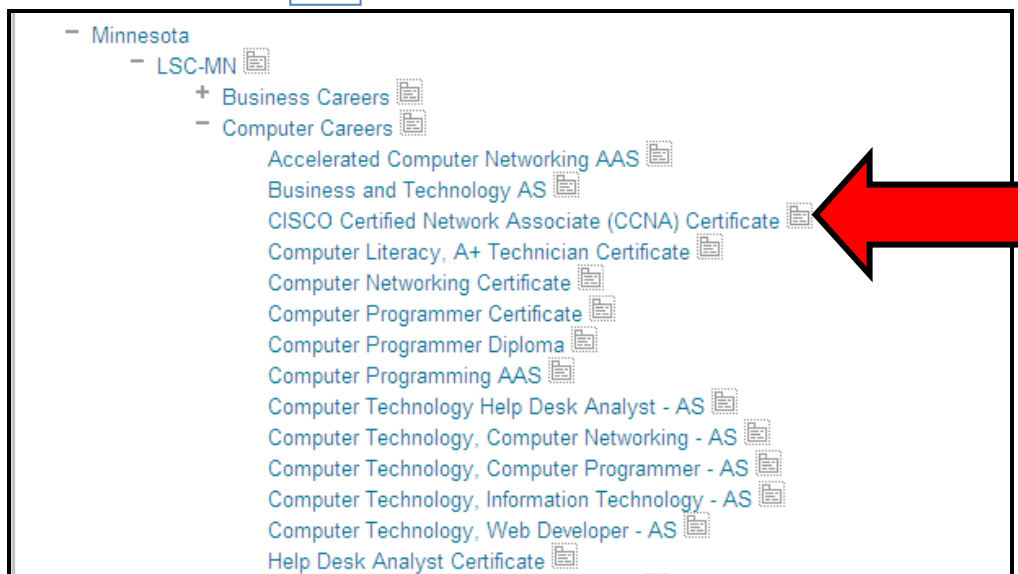 − Minnesota
− LSC-MN
+ Business Careers
− Computer Careers
Accelerated Computer Networking AAS
Business and Technology AS
CISCO Certified Network Associate (CCNA) Certificate
Computer Literacy, A+ Technician Certificate
Computer Networking Certificate
Computer Programmer Certificate
Computer Programmer Diploma
Computer Programming AAS
Computer Technology Help Desk Analyst - AS
Computer Technology, Computer Networking - AS
Computer Technology, Computer Programmer - AS
Computer Technology, Information Technology - AS
Computer Technology, Web Developer - AS
Help Desk Analyst Certificate